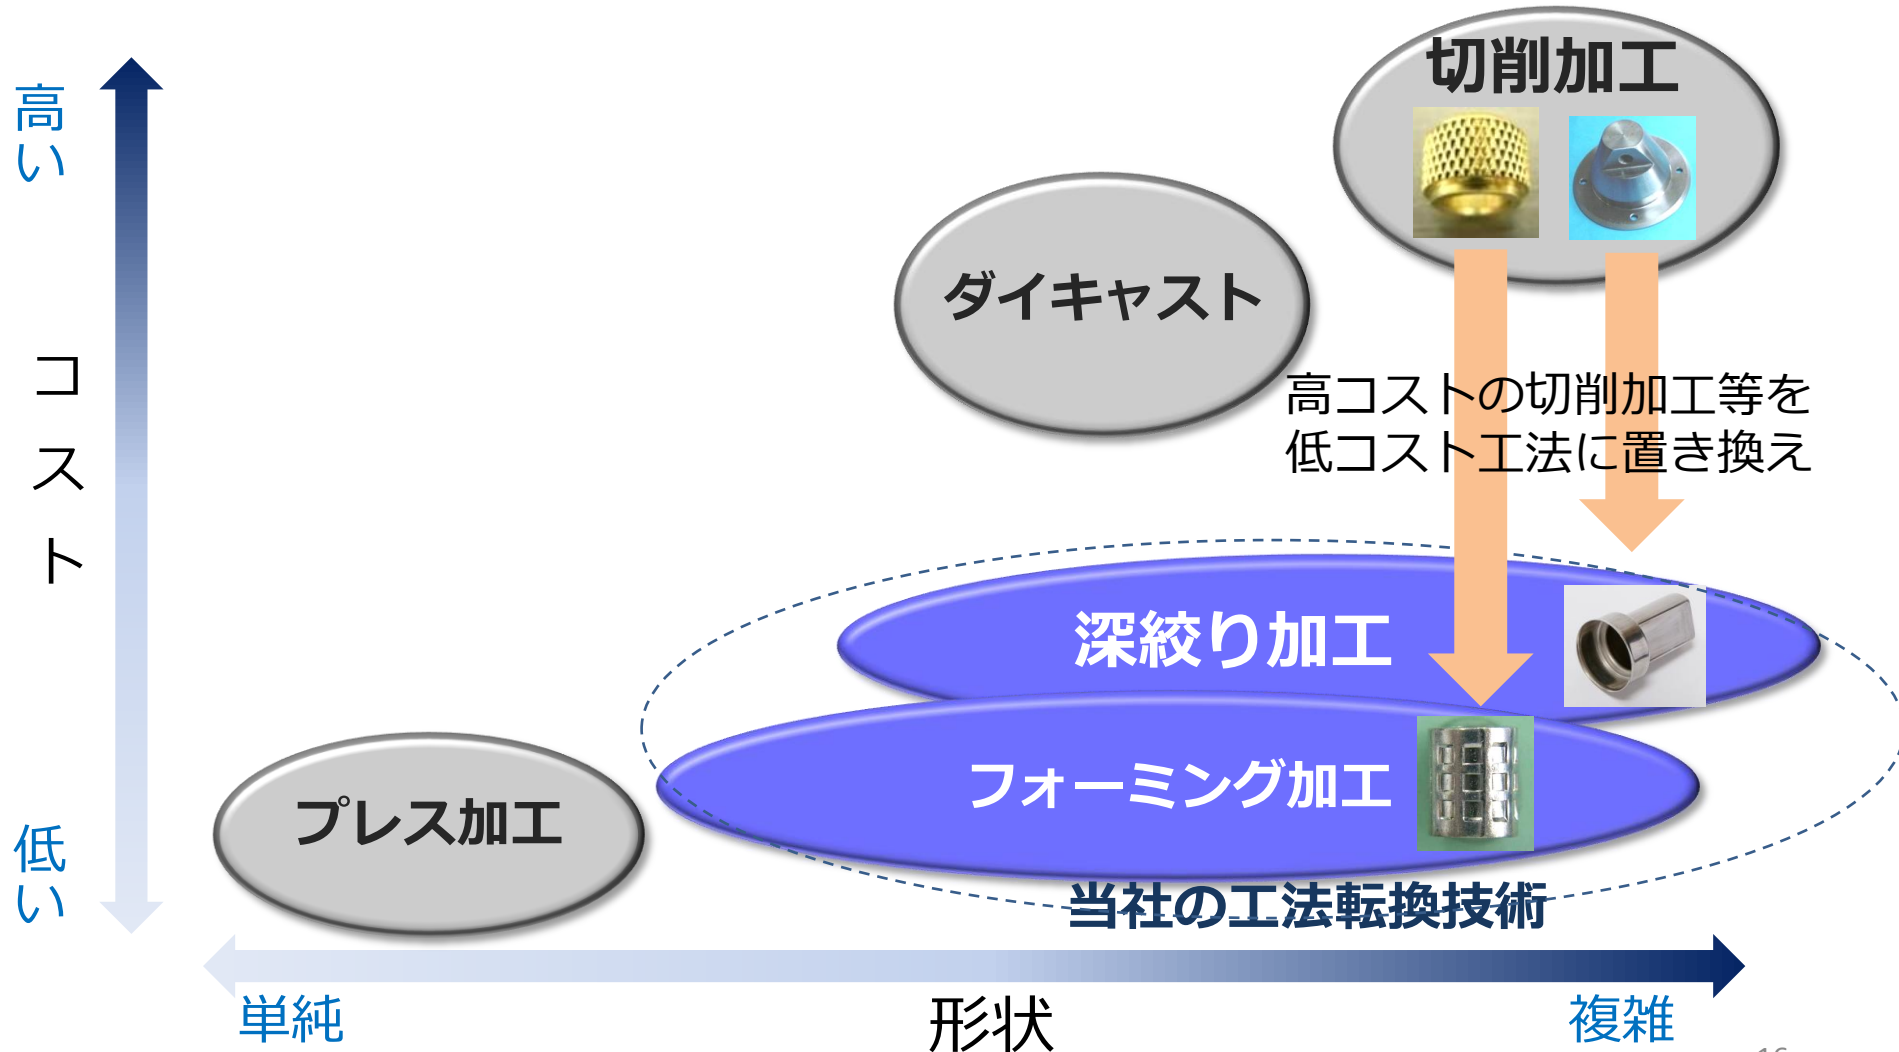 切削加工
高い
ダイキャスト
コスト
高コストの切削加工等を
低コスト工法に置き換え
深絞り加工
フォーミング加工
プレス加工
低い
当社の工法転換技術
単純
形状
複雑
16